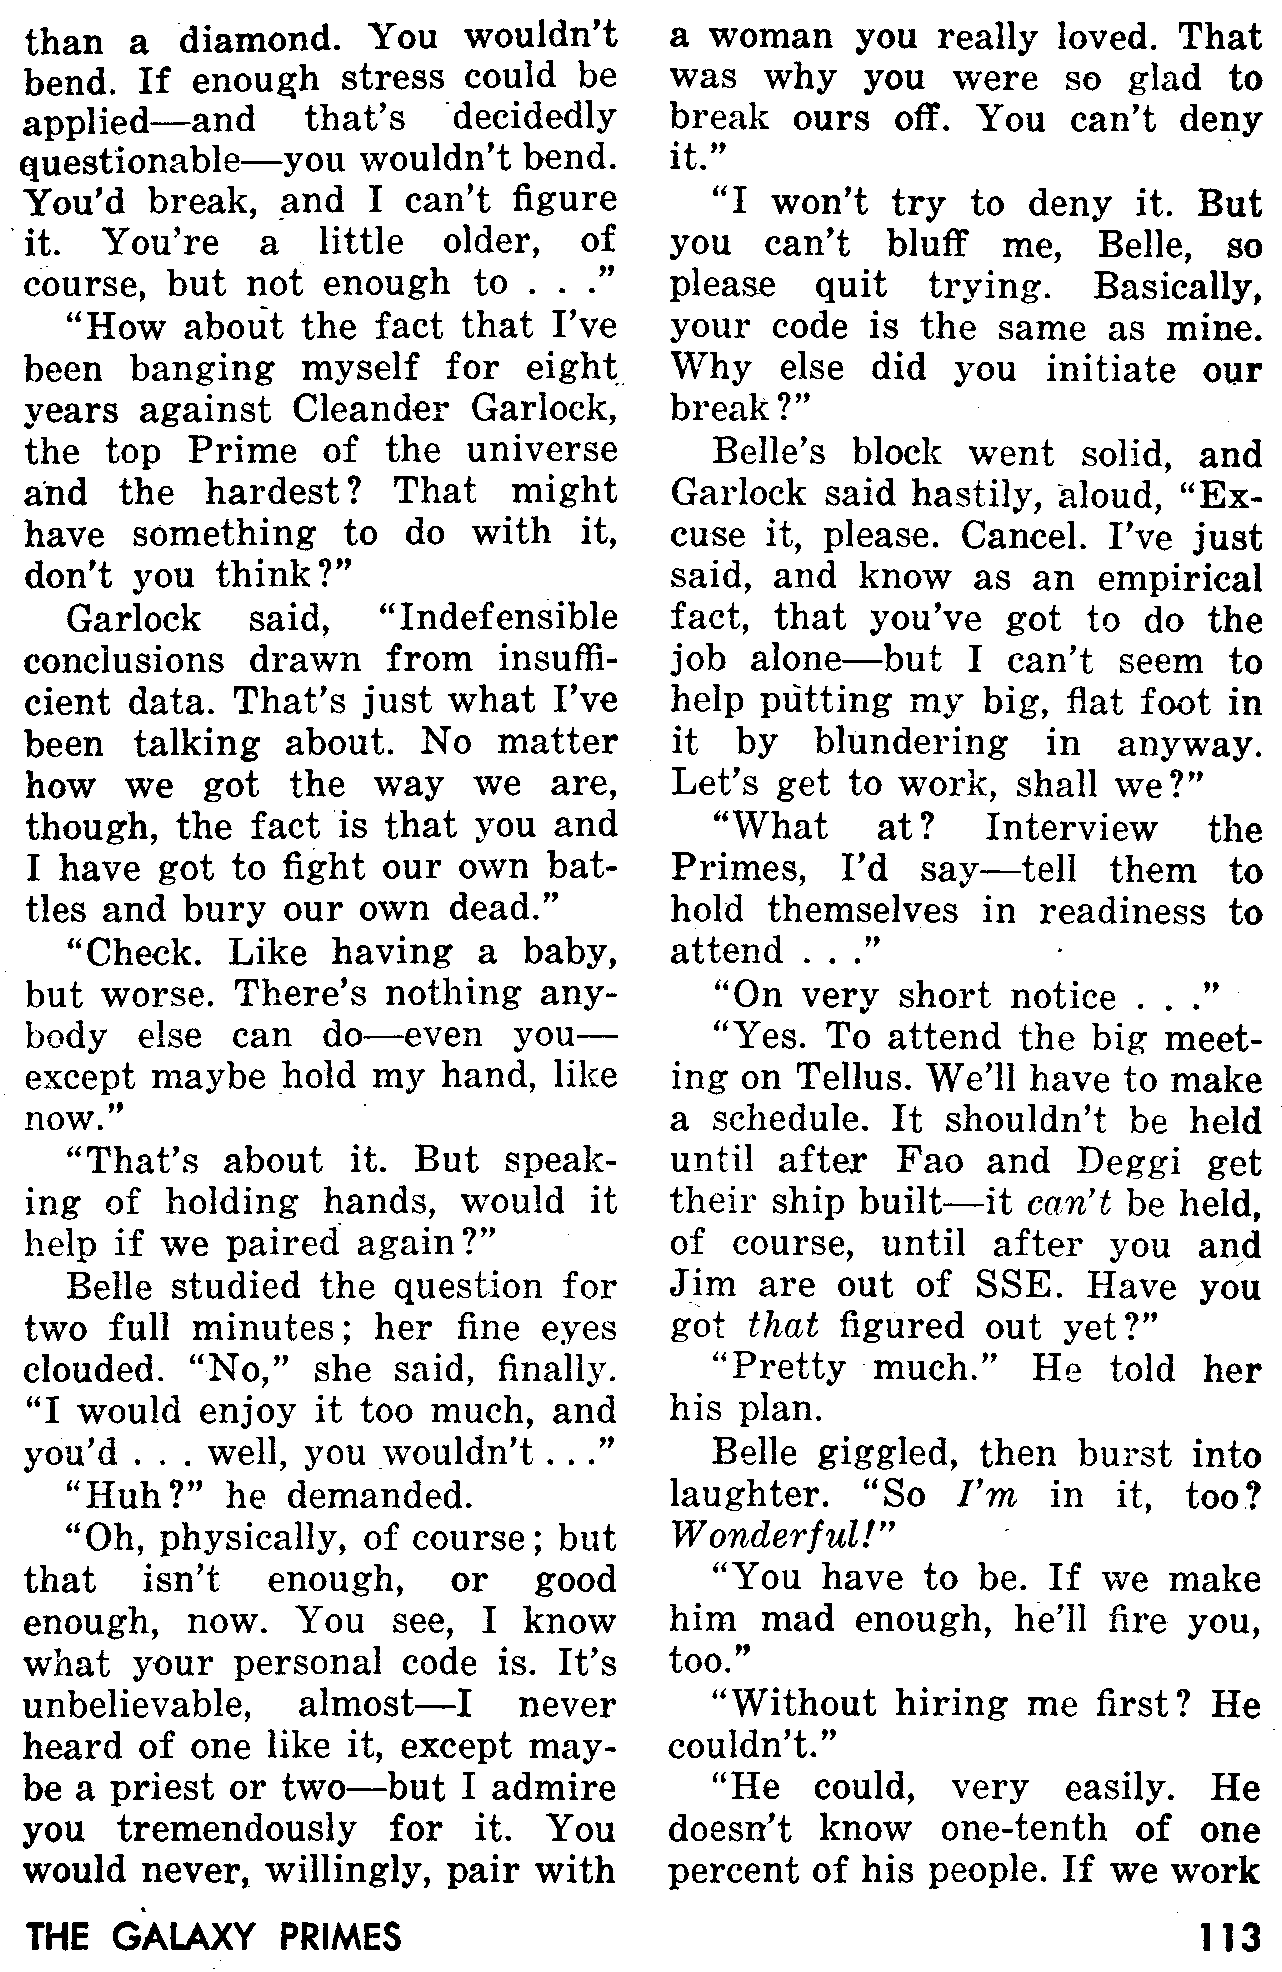 than a diamond. You wouldn't
bend. If enough stress could be
applied—and that's decidedly
questionable—you wouldn't bend.
You'd break, and I can't figure
it. You're a little older, of
course, but not enough to . . ."
"How about the fact that I've
been banging myself for eight
years against Cleander Garlock,
the top Prime of the universe
and the hardest? That might
have something to do with it,
don't you think?"
Garlock said, "Indefensible
conclusions drawn from insuffi-
cient data. That's just what I've
been talking about. No matter
how we got the way we are,
though, the fact is that you and
I have got to fight our own bat-
tles and bury our own dead."
"Check. Like having a baby,
but worse. There's nothing any-
body else can do—even you—
except maybe hold my hand, like
now."
"That's about it. But speak-
ing of holding hands, would it
help if we paired again?"
Belle studied the question for
two full minutes; her fine eyes
clouded. "No," she said, finally.
"I would enjoy it too much, and
you'd . . . well, you wouldn't . . ."
"Huh?" he demanded.
"Oh, physically, of course; but
that isn't enough, or good
enough, now. You see, I know
what your personal code is. It's
unbelievable, almost—I never
heard of one like it, except may-
be a priest or two—but I admire
you tremendously for it. You
would never, willingly, pair with
a woman you really loved. That
was why you were so glad to
break ours off. You can't deny
it."
"I won't try to deny it. But
you can't bluff me, Belle, so
please quit trying. Basically,
your code is the same as mine.
Why else did you initiate our
break?"
Belle's block went solid, and
Garlock said hastily, aloud, "Ex-
cuse it, please. Cancel. I've just
said, and know as an empirical
fact, that you've got to do the
job alone—but I can't seem to
help putting my big, flat foot in
it by blundering in anyway.
Let's get to work, shall we?"
"What at? Interview the
Primes, I'd say—tell them to
hold themselves in readiness to
attend . . ."
"On very short notice . . ."
"Yes. To attend the big meet-
ing on Tellus. We'll have to make
a schedule. It shouldn't be held
until after Fao and Deggi get
their ship built—it can't be held,
of course, until after you and
Jim are out of SSE. Have you
got that figured out yet?"
"Pretty much." He told her
his plan.
Belle giggled, then burst into
laughter. "So I'm in it, too?
Wonderful!"
"You have to be. If we make
him mad enough, he'll fire you,
too."
"Without hiring me first? He
couldn't."
"He could, very easily. He
doesn't know one-tenth of one
percent of his people. If we work
THE GALAXY PRIMES 113